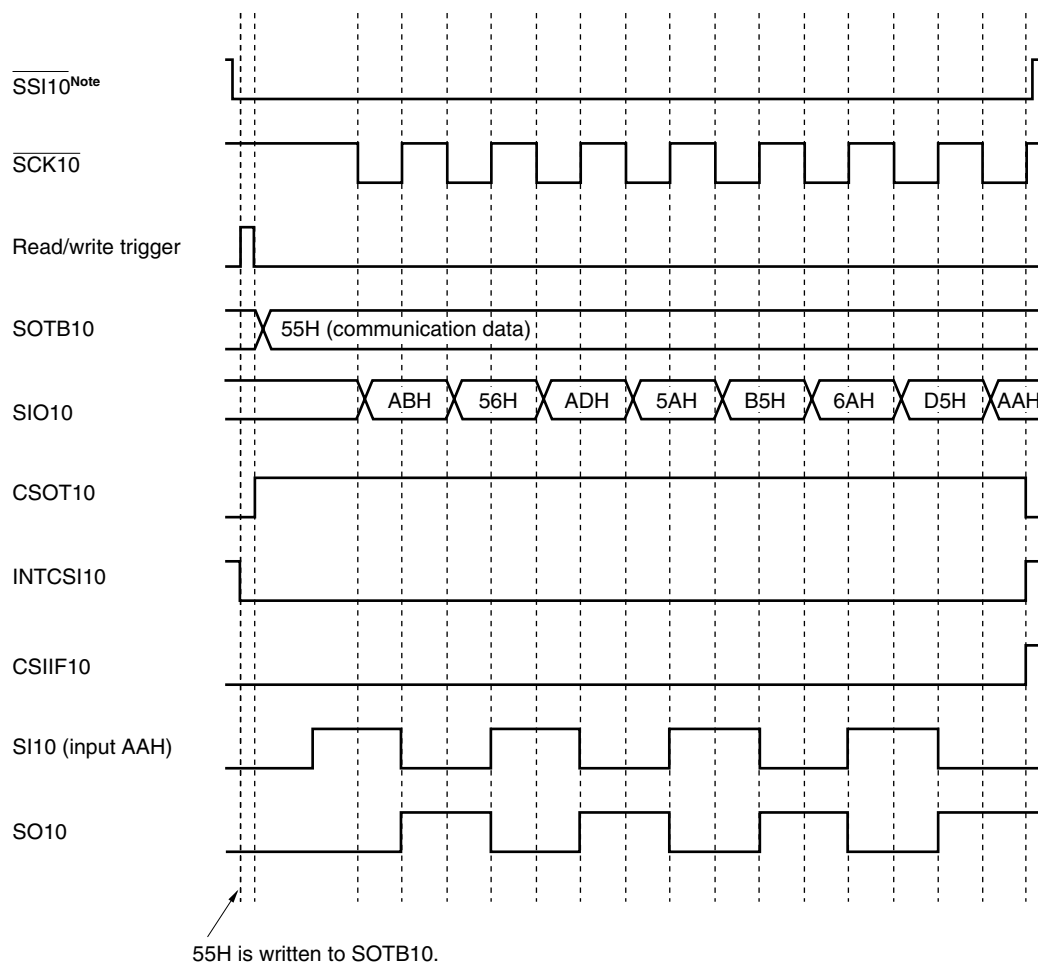 SSI10Note
SCK10
Read/write trigger
SOTB10
55H (communication data)
SIO10
ABH 56H ADH 5AH B5H 6AH D5H AAH
CSOT10
INTCSI10
CSIIF10
SI10 (input AAH)
SO10
55H is written to SOTB10.